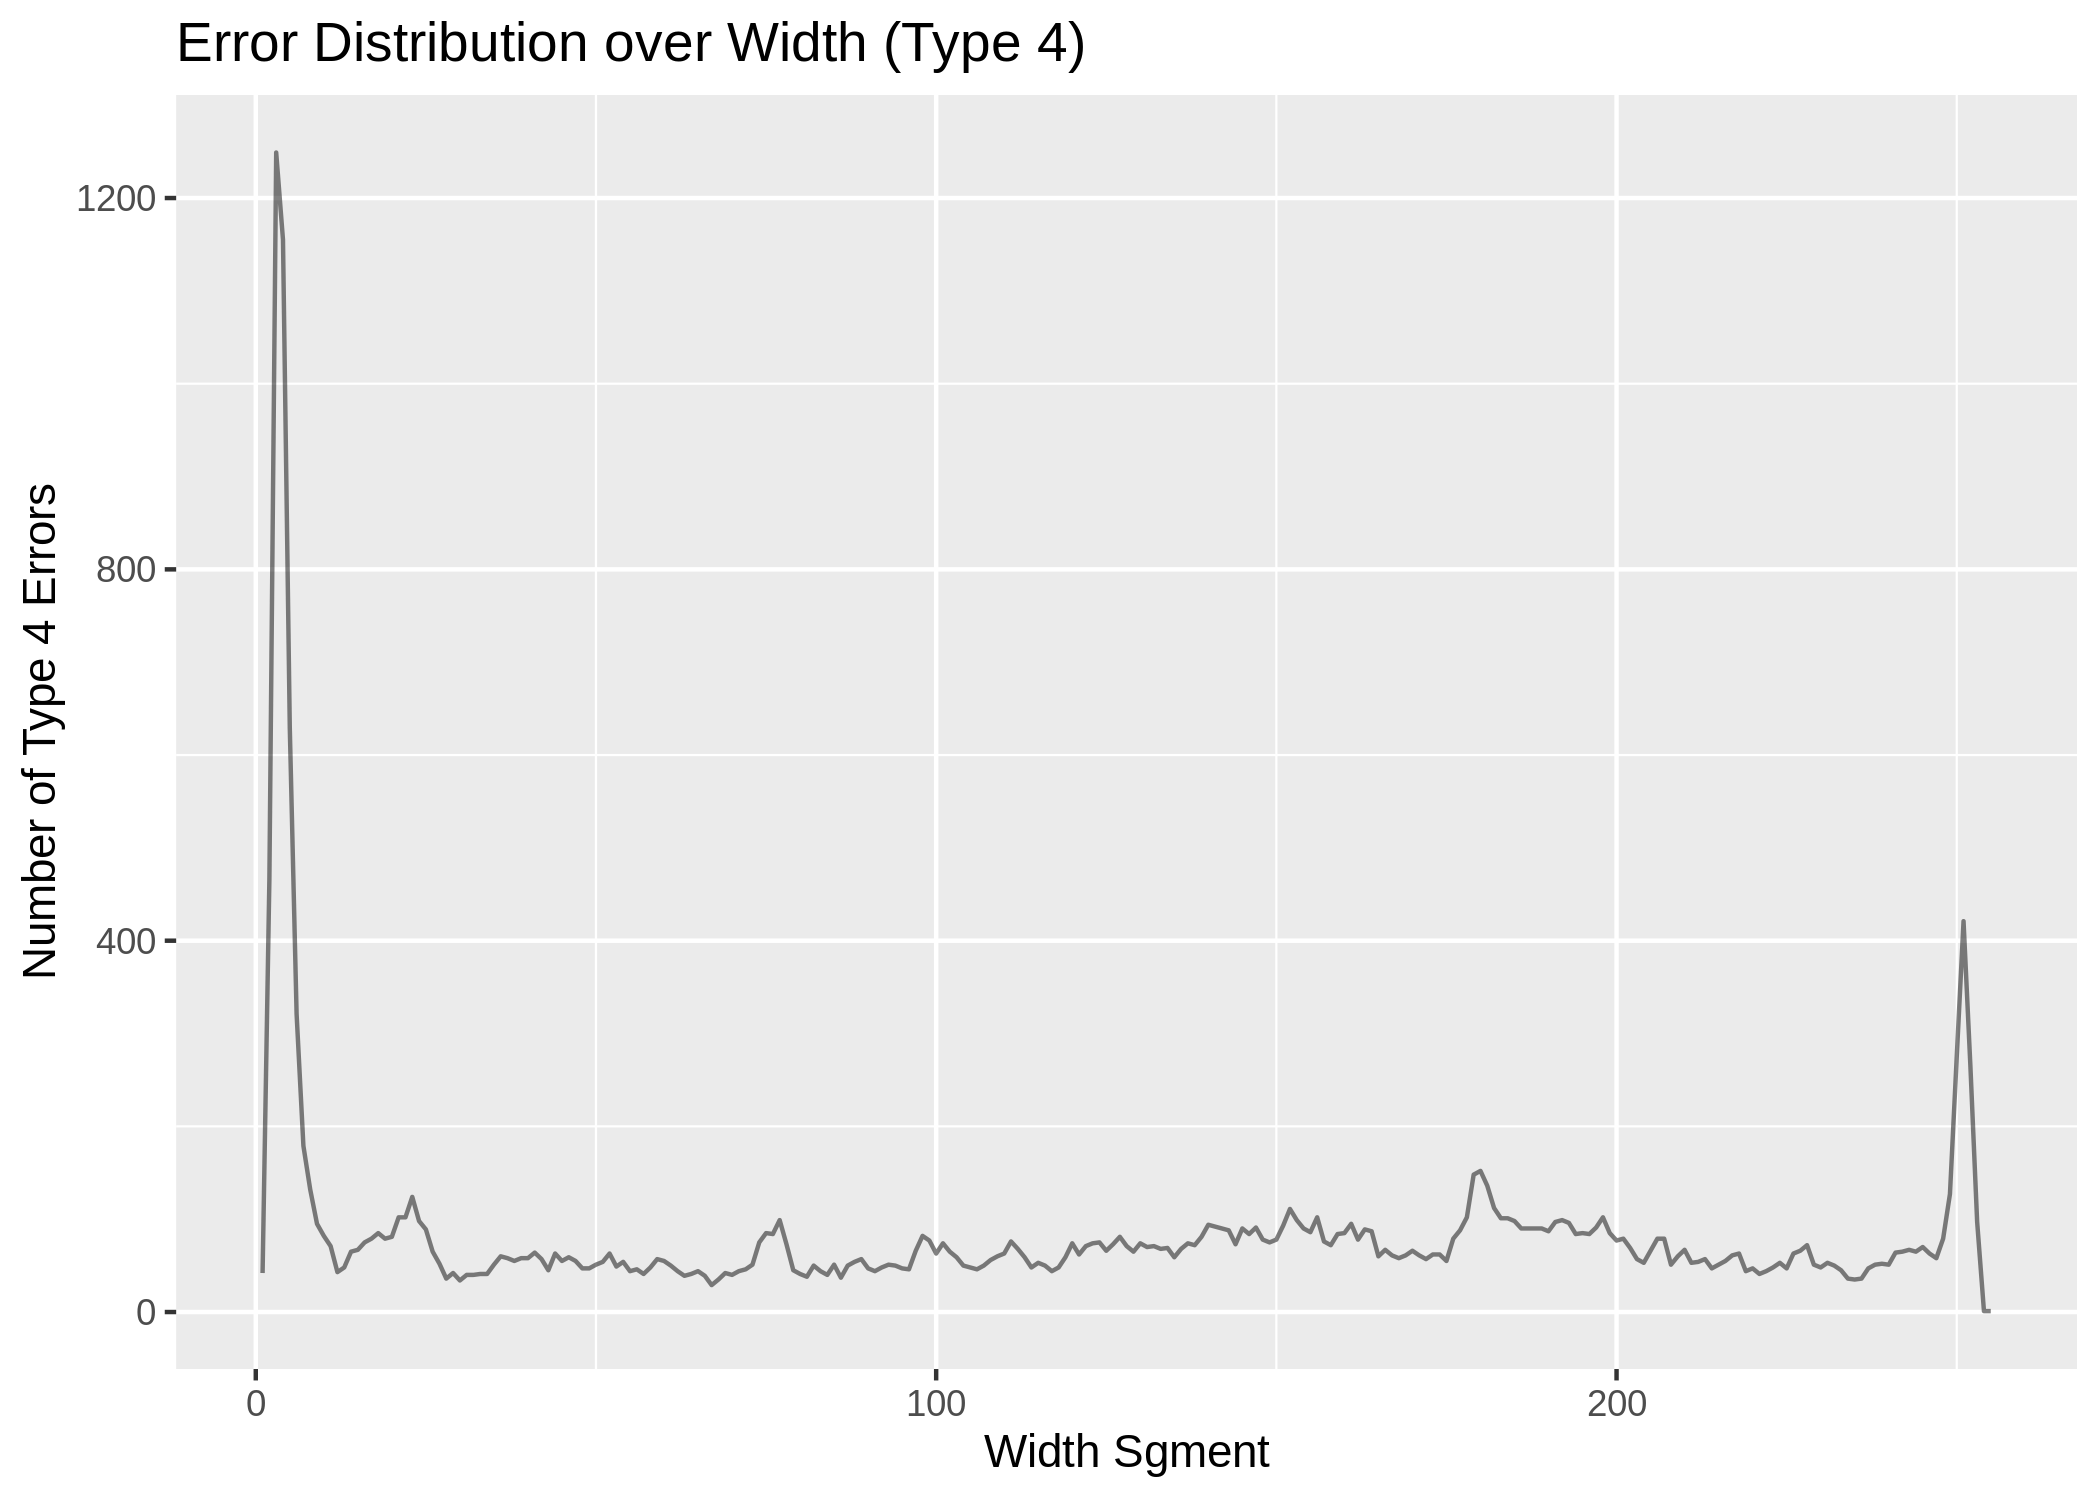 Error Distribution over Width (Type 4)
Number of Type 4 Errors
1200
800
400
0
0 100 200
Width Sgment